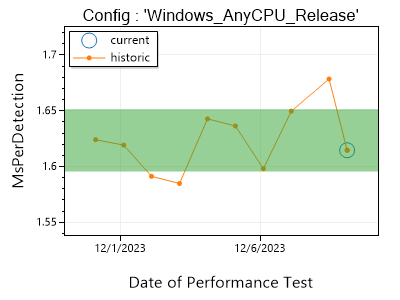 Config : 'Windows_AnyCPU_Release'
current
historic
1.7
1.65
1.6
1.55
MsPerDetection
12/1/2023
12/6/2023
Date of Performance Test